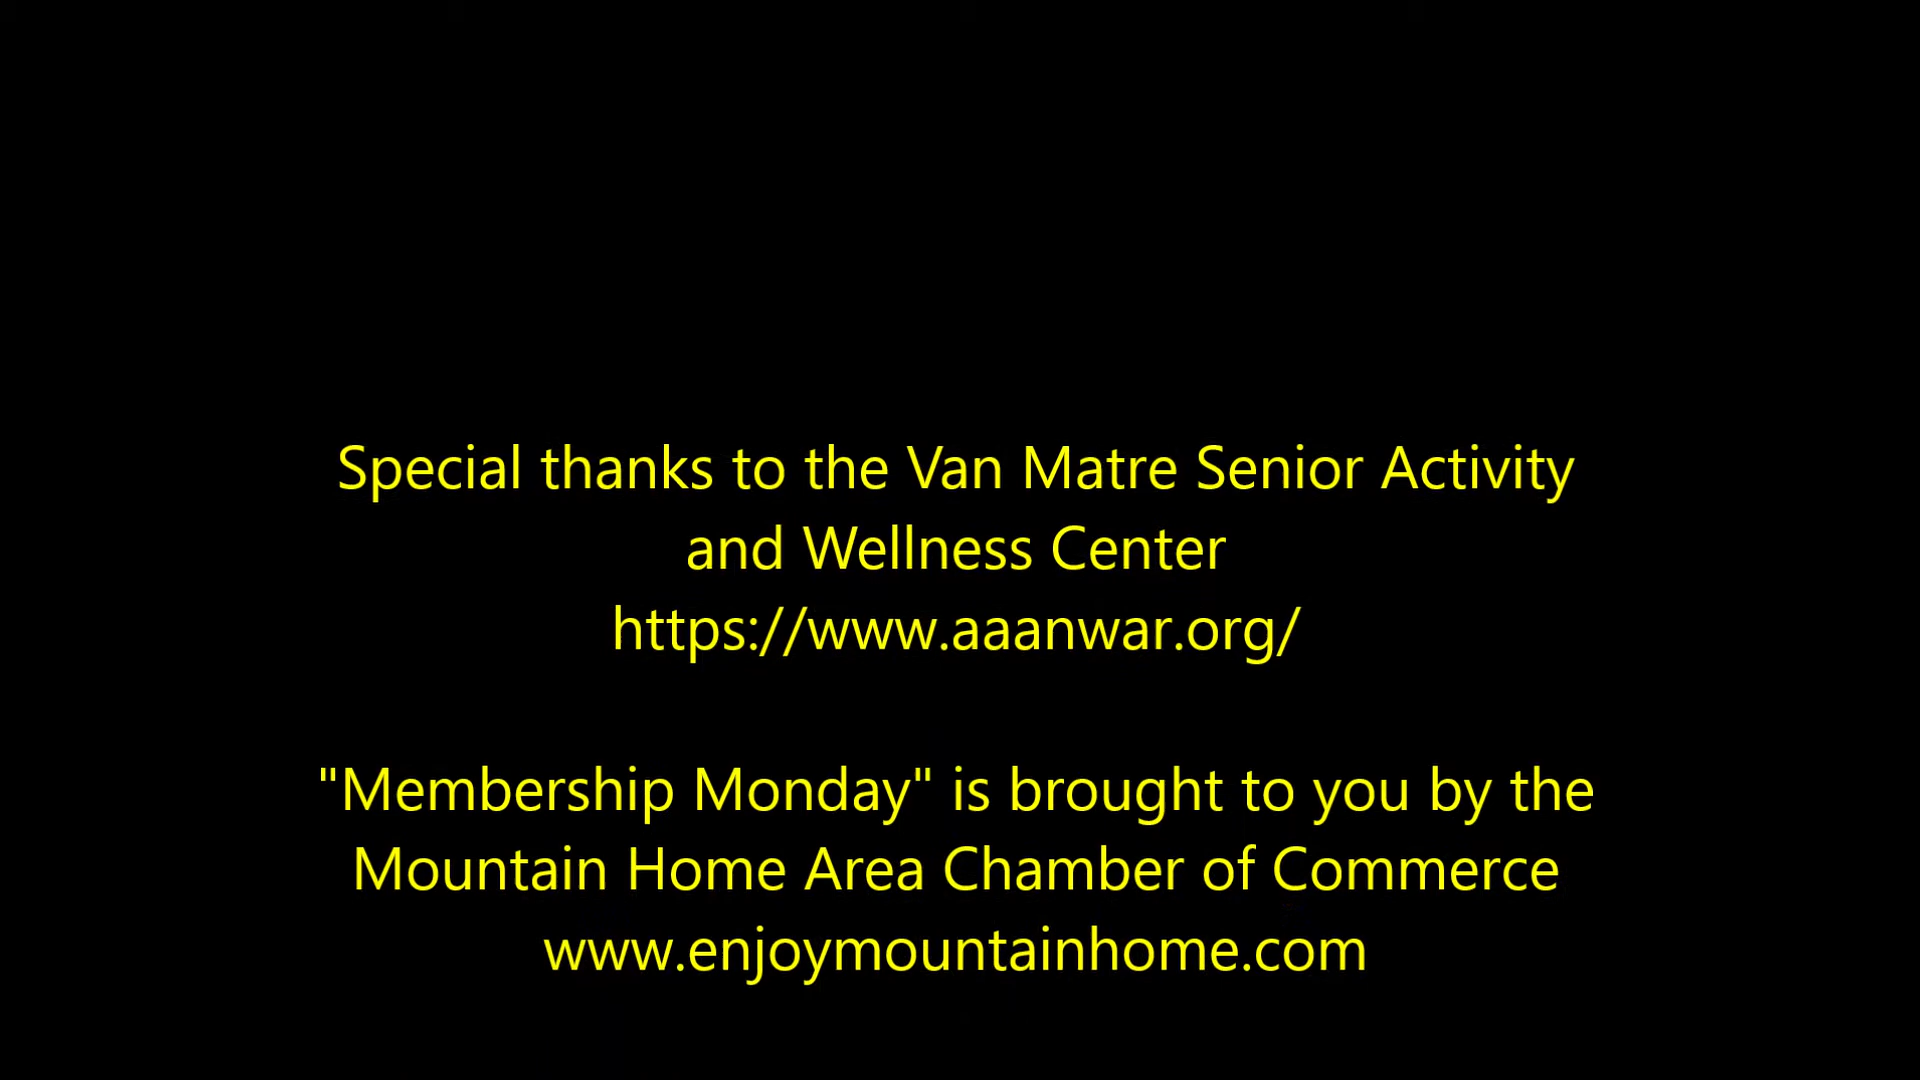 Special thanks to the Van Matre Senior Activity
and Wellness Center
https://www.aaanwar.org/
"Membership Monday" is brought to you by the
Mountain Home Area Chamber of Commerce
www.enjoymountainhome.com